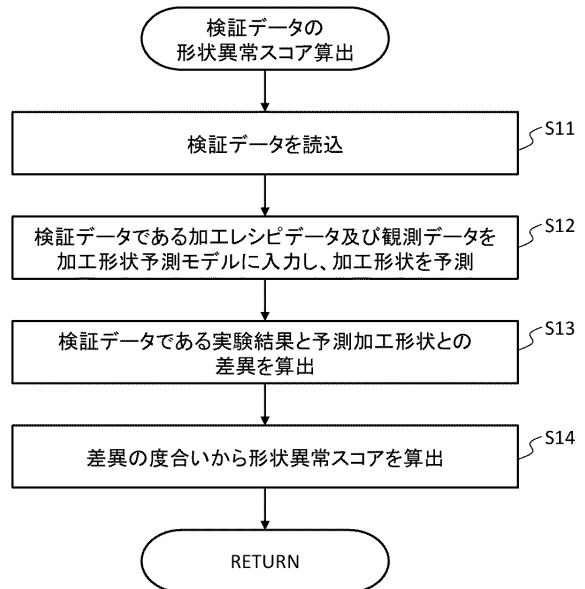 検証データの
形状異常スコア算出
検証データを読込
S11
検証データである加工レシピデータ及び観測データを
加工形状予測モデルに入力し、加工形状を予測
S12
検証データである実験結果と予測加工形状との
差異を算出
S13
差異の度合いから形状異常スコアを算出
S14
RETURN